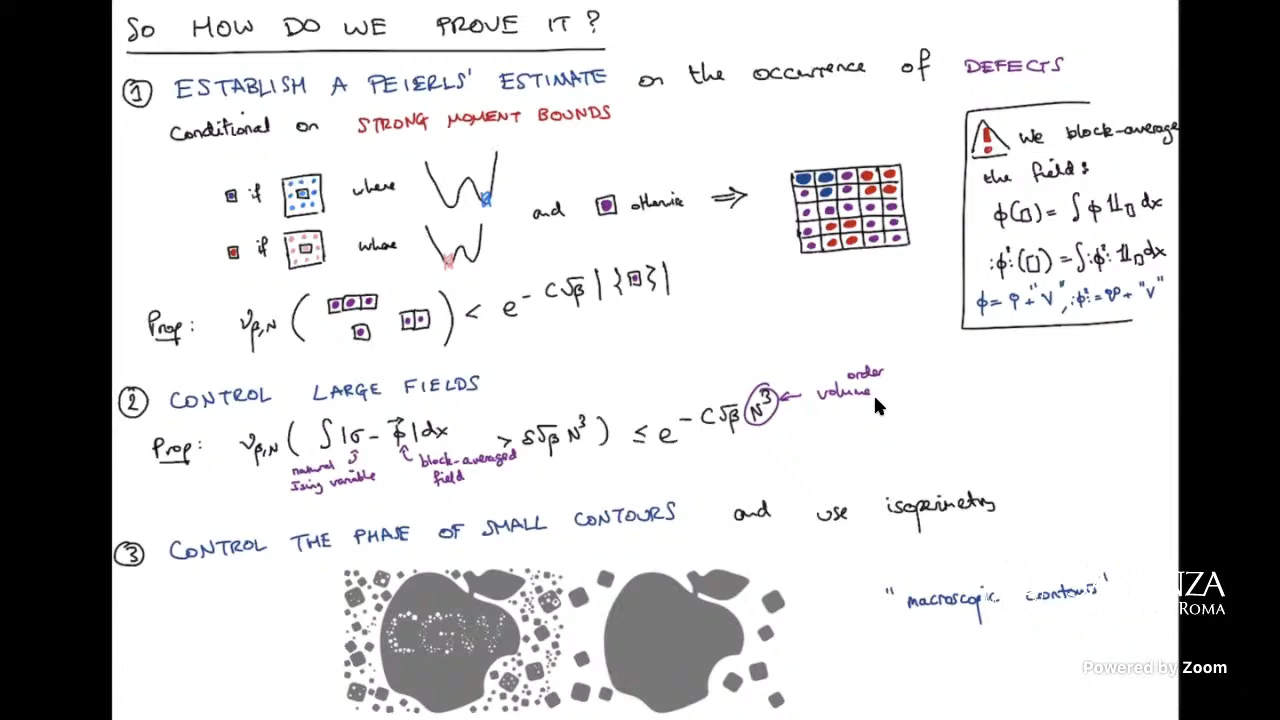 SO HOW DO WE PROVE IT?
① ESTABLISH A PEIERLS' ESTIMATE on the occurrence of DEFECTS
Conditional on STRONG MOMENT BOUNDS
if where and otherwise ⇒
if where
Prop: ν_{β,N} ( ) < e^{-C√β |{ }|}
! We block-average
the field:
φ(□) = ∫ φ 1_□ dx
:φ²:(□) = ∫ :φ²: 1_□ dx
② CONTROL LARGE FIELDS
Prop: ν_{β,N} ( ∫ |σ - φ⃗| dx > δ√β N³ ) ≤ e^{-C√β N³} ← order volume
natural Ising variable
block-averaged field
③ CONTROL THE PHASE OF SMALL CONTOURS and use isoperimetry
"macroscopic contours"
NZA
ROMA
Powered by Zoom